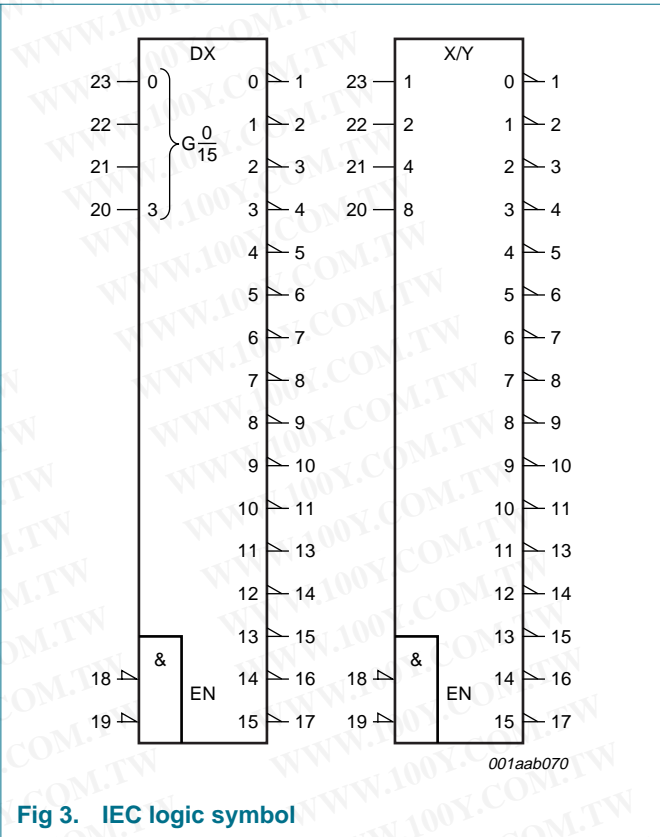 DX X/Y
23 0 0 1 23 1 0 1
22 1 2 22 2 1 2
G 0/15
21 2 3 21 4 2 3
20 3 3 4 20 8 3 4
4 5 4 5
5 6 5 6
6 7 6 7
7 8 7 8
8 9 8 9
9 10 9 10
10 11 10 11
11 13 11 13
12 14 12 14
13 15 13 15
& &
18 EN 14 16 18 EN 14 16
19 15 17 19 15 17
001aab070
Fig 3. IEC logic symbol
WWW.100Y.COM.TW